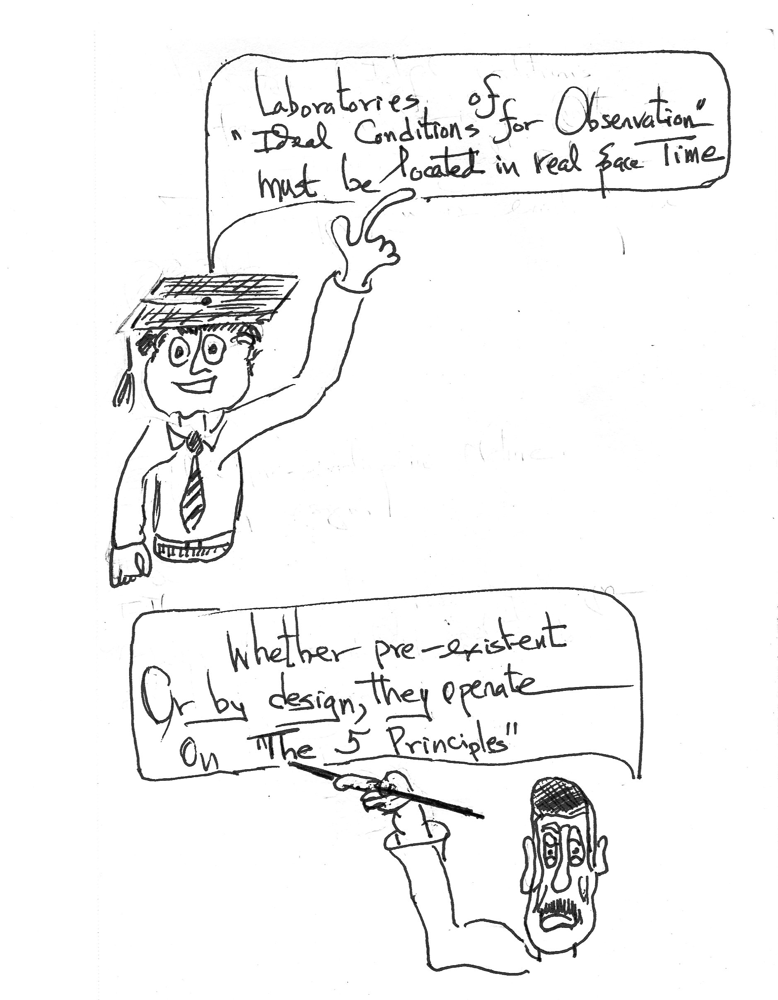 Laboratories of
"Ideal Conditions for Observation"
must be located in real space Time
Whether pre-existent
Or by design, they operate
On "The 5 Principles"